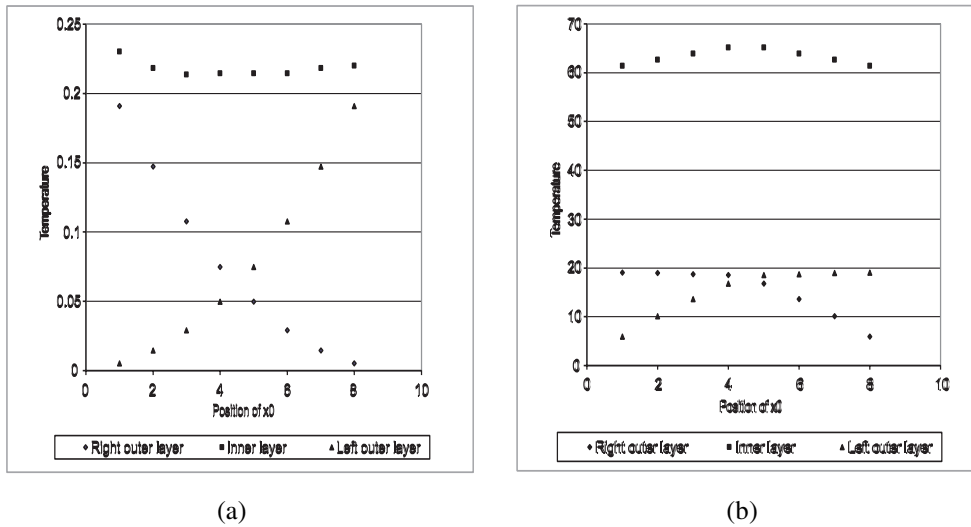 0.25
0.2
0.15
0.1
0.05
0
Temperature
0 2 4 6 8 10
Position of x0
Right outer layer Inner layer Left outer layer
(a)
70
60
50
40
30
20
10
0
Temperature
0 2 4 6 8 10
Position of x0
Right outer layer Inner layer Left outer layer
(b)